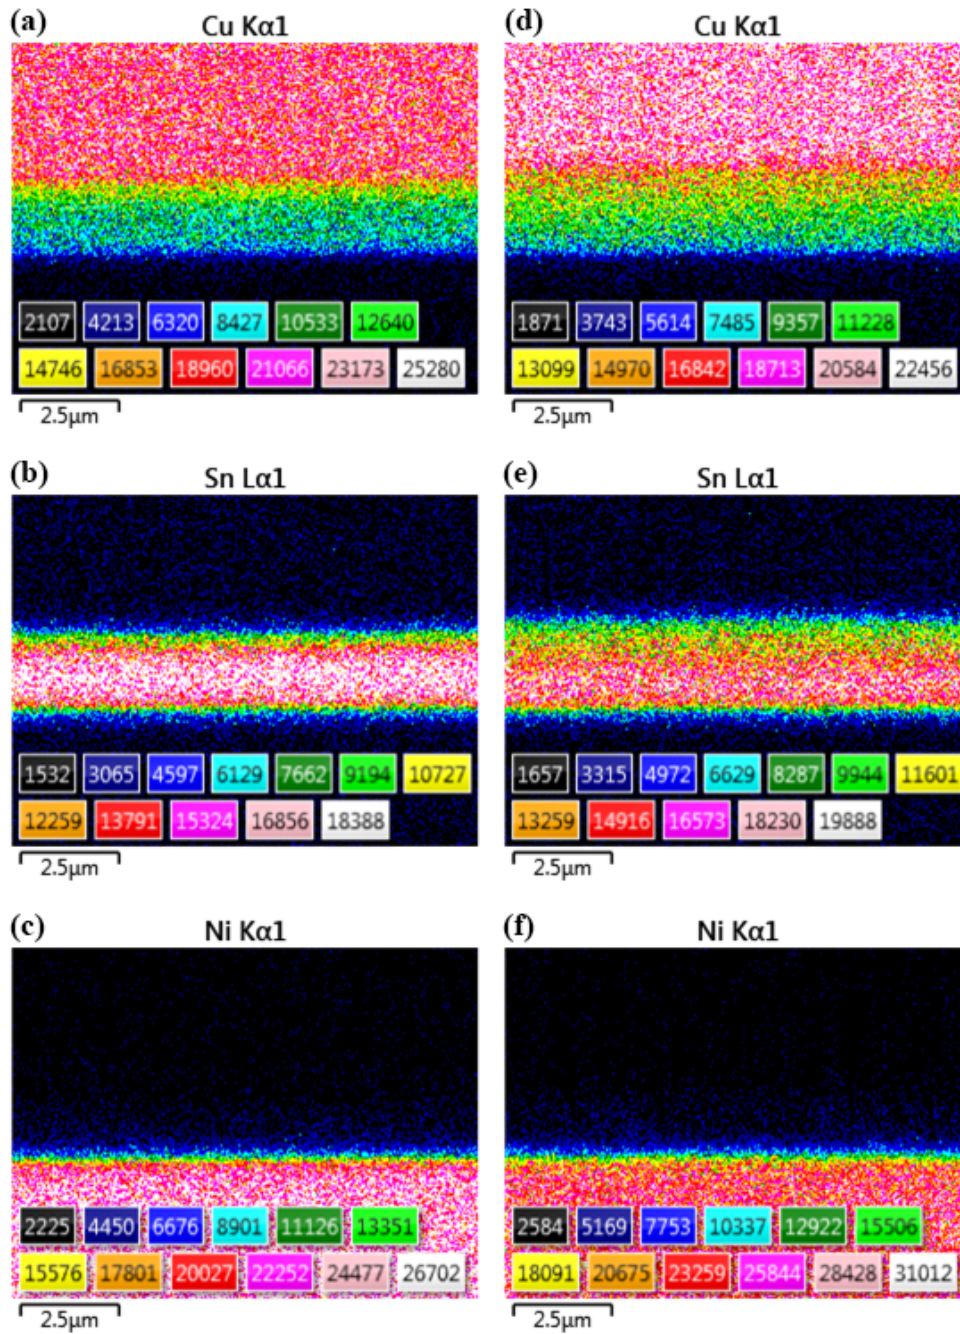 (a) (d)
Cu Kα1 Cu Kα1
2107 4213 6320 8427 10533 12640 1871 3743 5614 7485 9357 11228
14746 16853 18960 21066 23173 25280 13099 14970 16842 18713 20584 22456
2.5μm 2.5μm
(b) (e)
Sn Lα1 Sn Lα1
1532 3065 4597 6129 7662 9194 10727 1657 3315 4972 6629 8287 9944 11601
12259 13791 15324 16856 18388 13259 14916 16573 18230 19888
2.5μm 2.5μm
(c) (f)
Ni Kα1 Ni Kα1
2225 4450 6676 8901 11126 13351 2584 5169 7753 10337 12922 15506
15576 17801 20027 22252 24477 26702 18091 20675 23259 25844 28428 31012
2.5μm 2.5μm